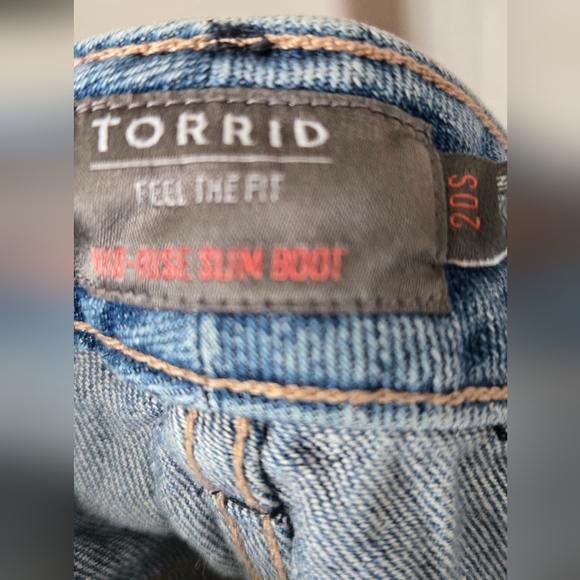 TORRID
FEEL THE FIT
MID-RISE SLIM BOOT
20S